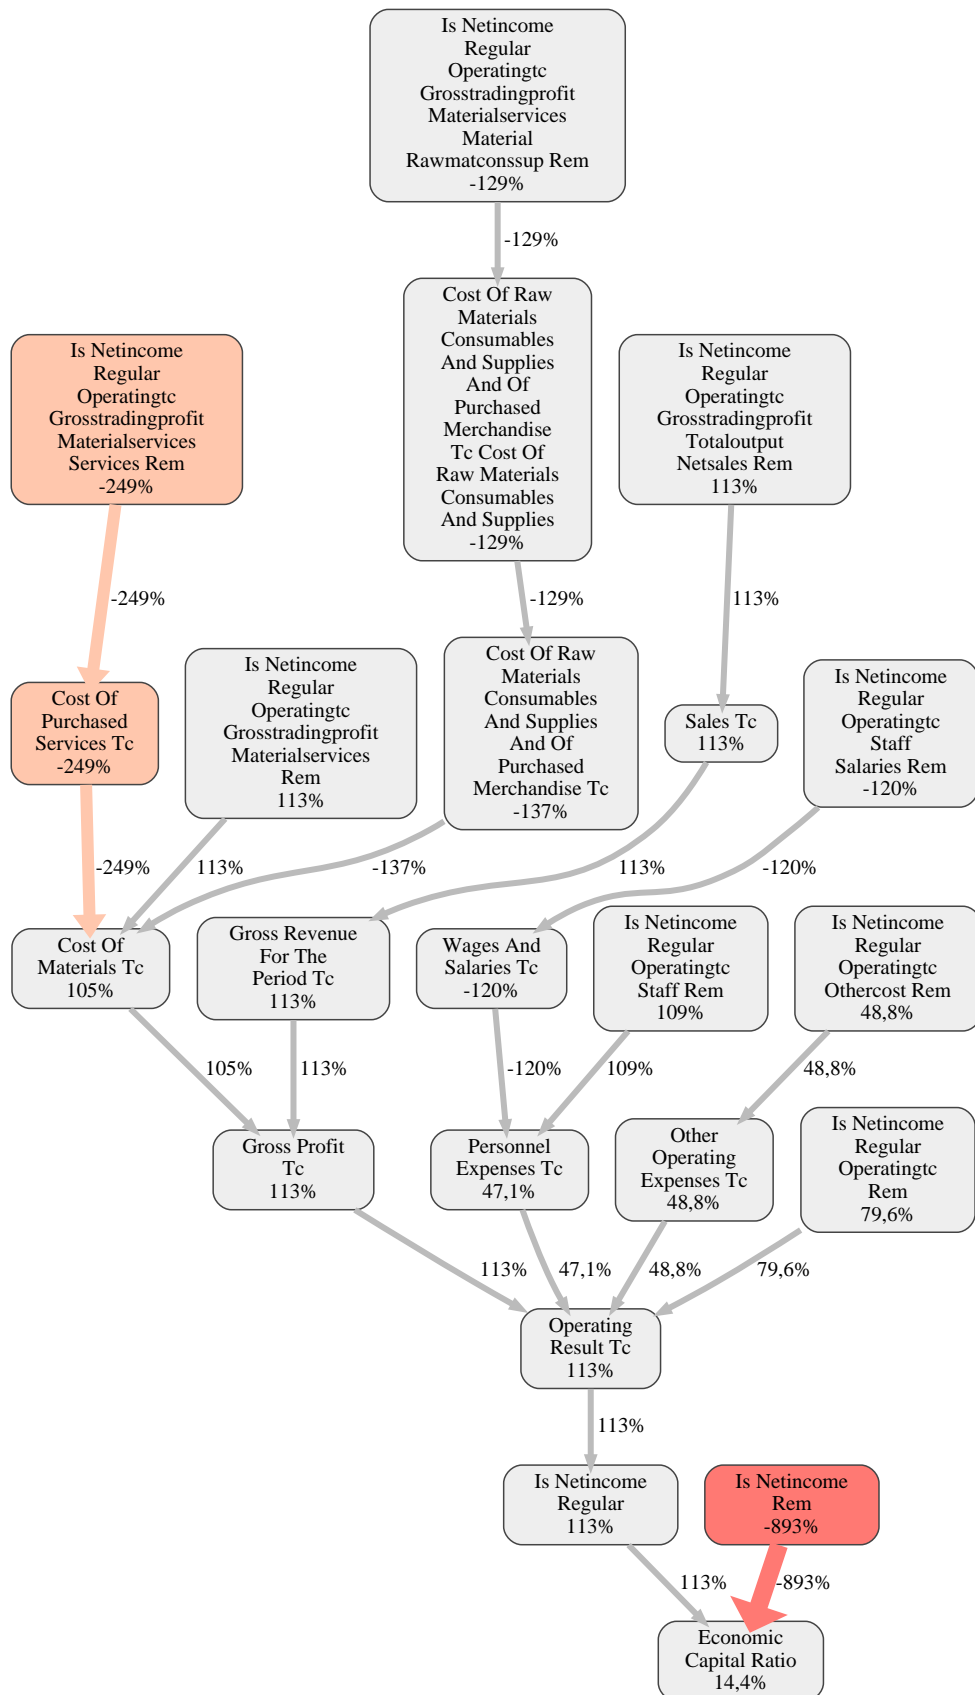 Is Netincome
Regular
Operatingtc
Grosstradingprofit
Materialservices
Material
Rawmatconssup Rem
-129%
-129%
Cost Of Raw
Materials
Consumables
And Supplies
And Of
Purchased
Merchandise
Tc Cost Of
Raw Materials
Consumables
And Supplies
-129%
Is Netincome
Regular
Operatingtc
Grosstradingprofit
Materialservices
Services Rem
-249%
Is Netincome
Regular
Operatingtc
Grosstradingprofit
Totaloutput
Netsales Rem
113%
-249%
-129%
113%
Cost Of
Purchased
Services Tc
-249%
Is Netincome
Regular
Operatingtc
Grosstradingprofit
Materialservices
Rem
113%
Cost Of Raw
Materials
Consumables
And Supplies
And Of
Purchased
Merchandise Tc
-137%
Sales Tc
113%
Is Netincome
Regular
Operatingtc
Staff
Salaries Rem
-120%
-249%
113%
-137%
113%
-120%
Cost Of
Materials Tc
105%
Gross Revenue
For The
Period Tc
113%
Wages And
Salaries Tc
-120%
Is Netincome
Regular
Operatingtc
Staff Rem
109%
Is Netincome
Regular
Operatingtc
Othercost Rem
48,8%
105%
113%
-120%
109%
48,8%
Gross Profit
Tc
113%
Personnel
Expenses Tc
47,1%
Other
Operating
Expenses Tc
48,8%
Is Netincome
Regular
Operatingtc
Rem
79,6%
113%
47,1%
48,8%
79,6%
Operating
Result Tc
113%
113%
Is Netincome
Regular
113%
Is Netincome
Rem
-893%
113%
-893%
Economic
Capital Ratio
14,4%